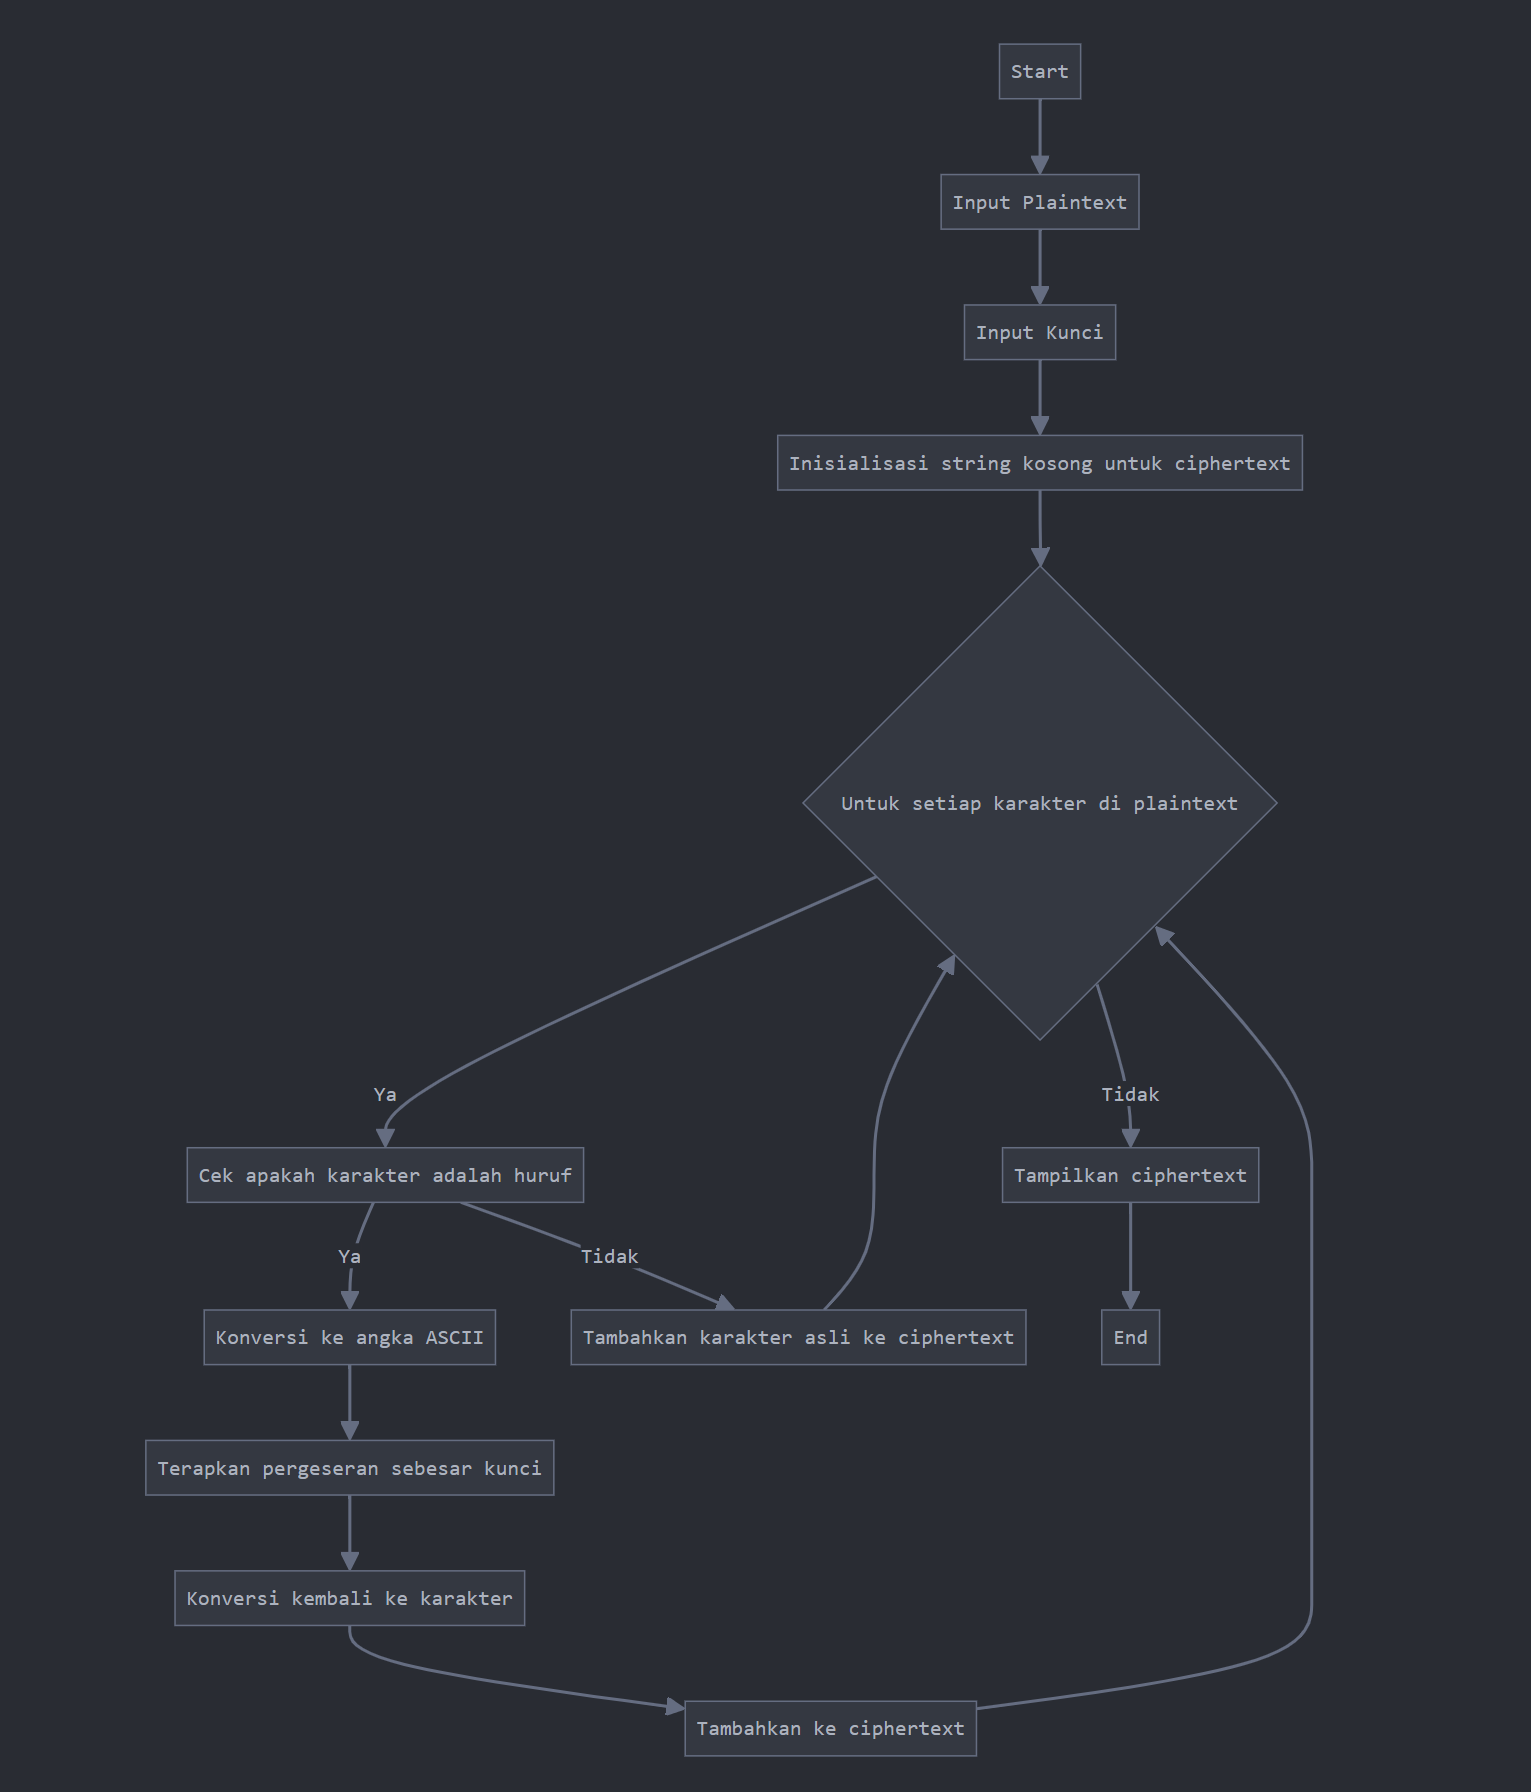 Start
Input Plaintext
Input Kunci
Inisialisasi string kosong untuk ciphertext
Untuk setiap karakter di plaintext
Ya
Tidak
Cek apakah karakter adalah huruf
Tampilkan ciphertext
Ya
Tidak
Konversi ke angka ASCII
Tambahkan karakter asli ke ciphertext
End
Terapkan pergeseran sebesar kunci
Konversi kembali ke karakter
Tambahkan ke ciphertext